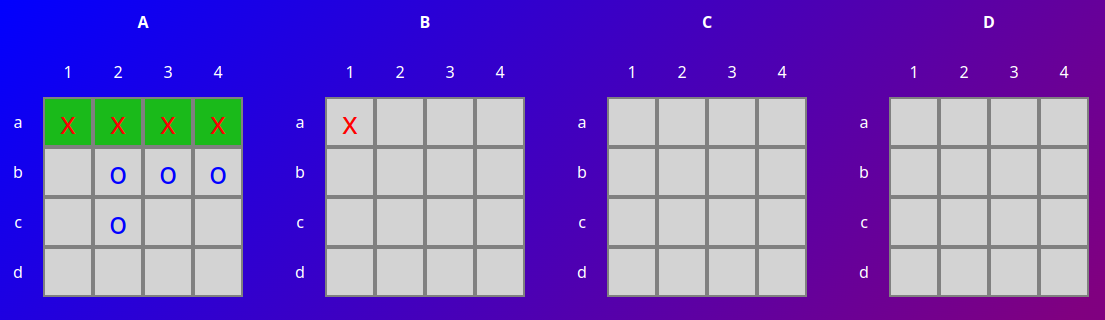 A B C D
1 2 3 4 1 2 3 4 1 2 3 4 1 2 3 4
a X X X X a X a a
b O O O b b b
c O c c c
d d d d